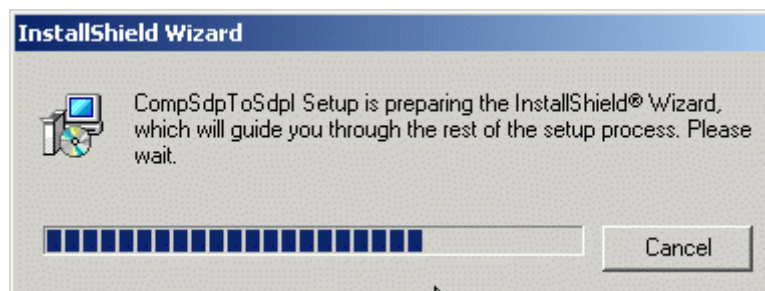 InstallShield Wizard
CompSdpToSdpI Setup is preparing the InstallShield® Wizard,
which will guide you through the rest of the setup process. Please
wait.
Cancel